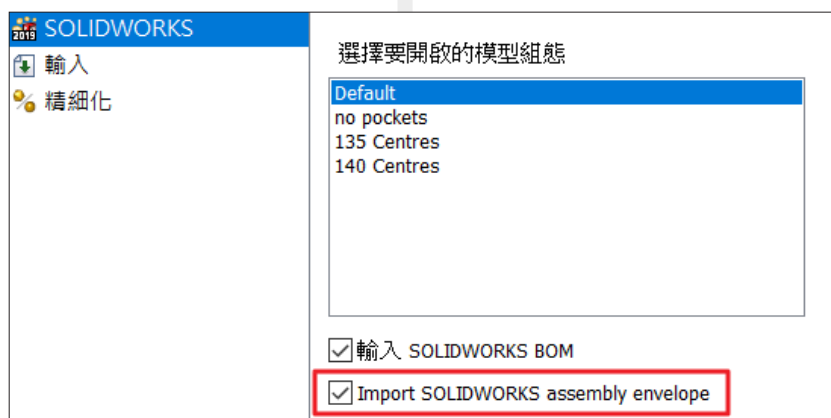 2019 SOLIDWORKS
輸入
精細化
選擇要開啟的模型組態
Default
no pockets
135 Centres
140 Centres
輸入 SOLIDWORKS BOM
Import SOLIDWORKS assembly envelope